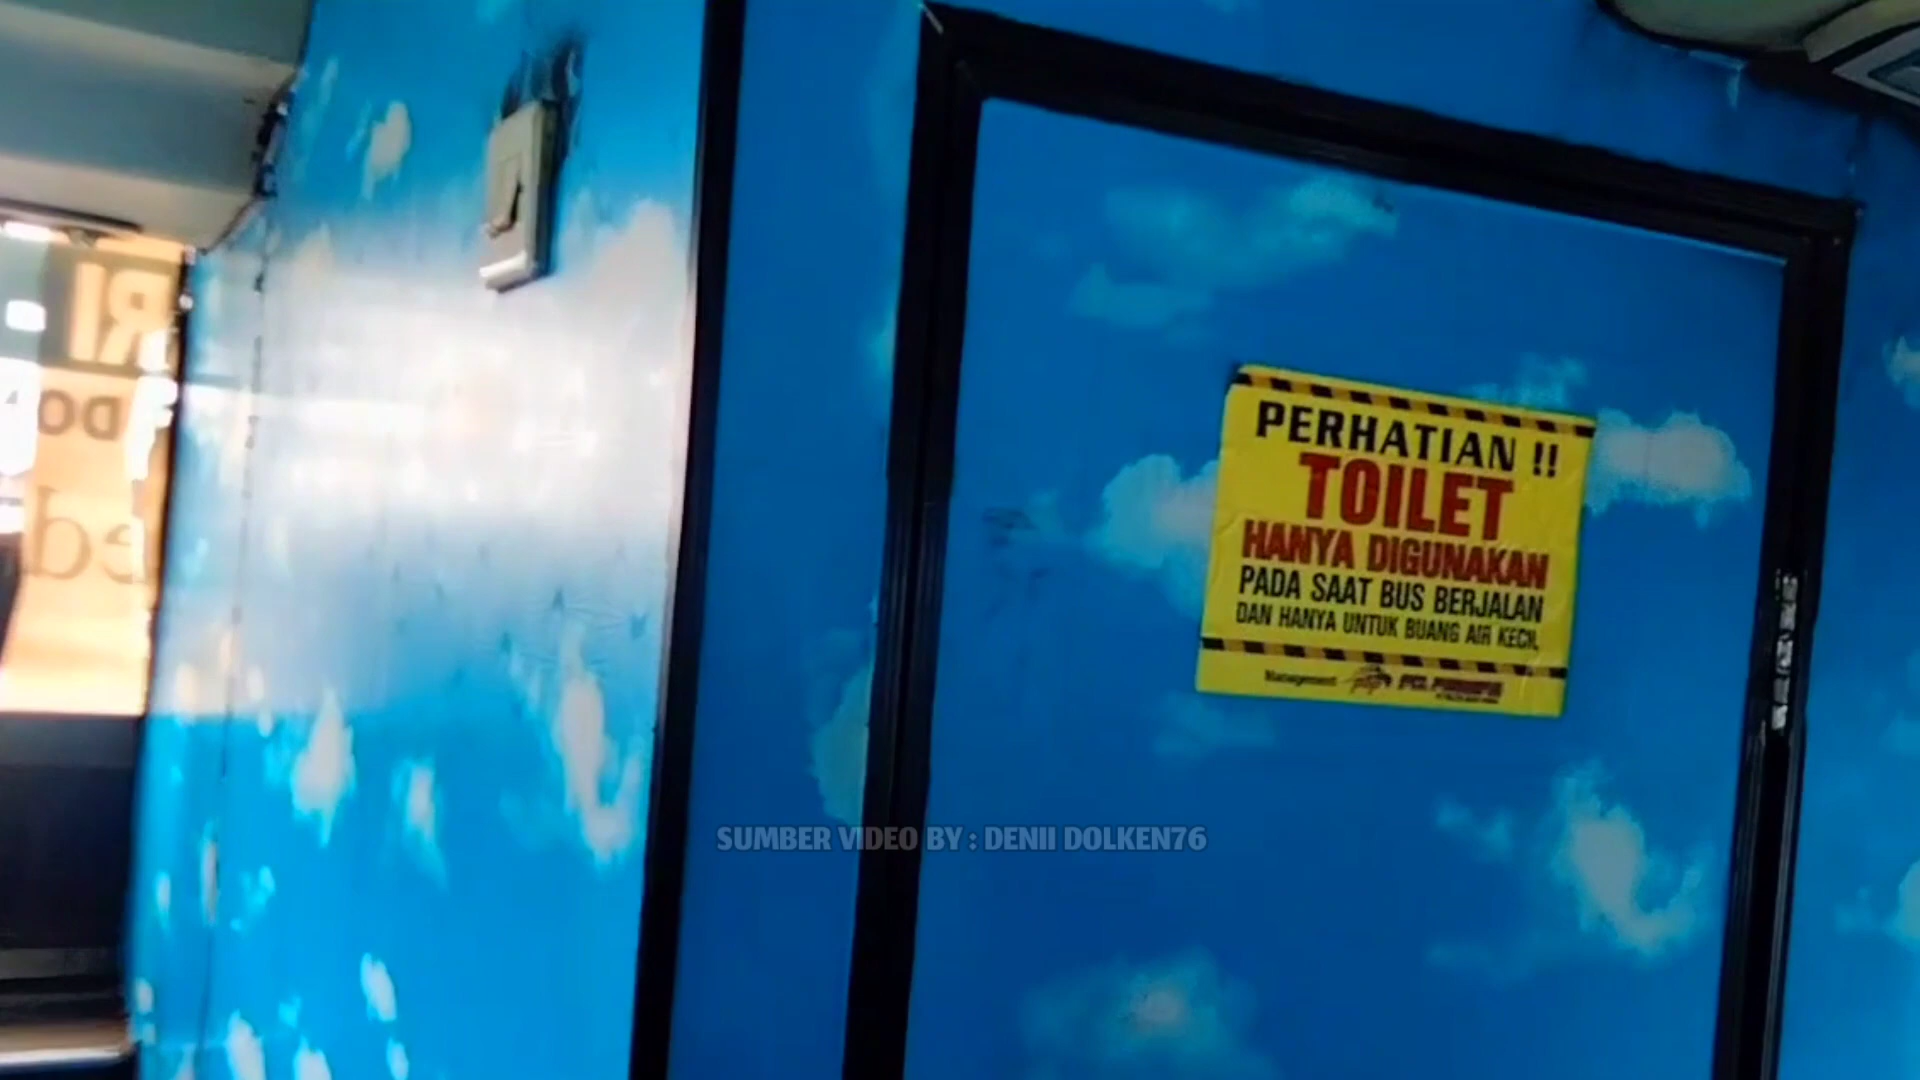 PERHATIAN !!
TOILET
HANYA DIGUNAKAN
PADA SAAT BUS BERJALAN
DAN HANYA UNTUK BUANG AIR KECIL
Management
SUMBER VIDEO BY : DENII DOLKEN76